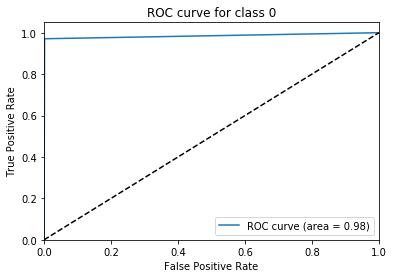 ROC curve for class 0
True Positive Rate
1.0
0.8
0.6
0.4
0.2
0.0
ROC curve (area = 0.98)
0.0 0.2 0.4 0.6 0.8 1.0
False Positive Rate